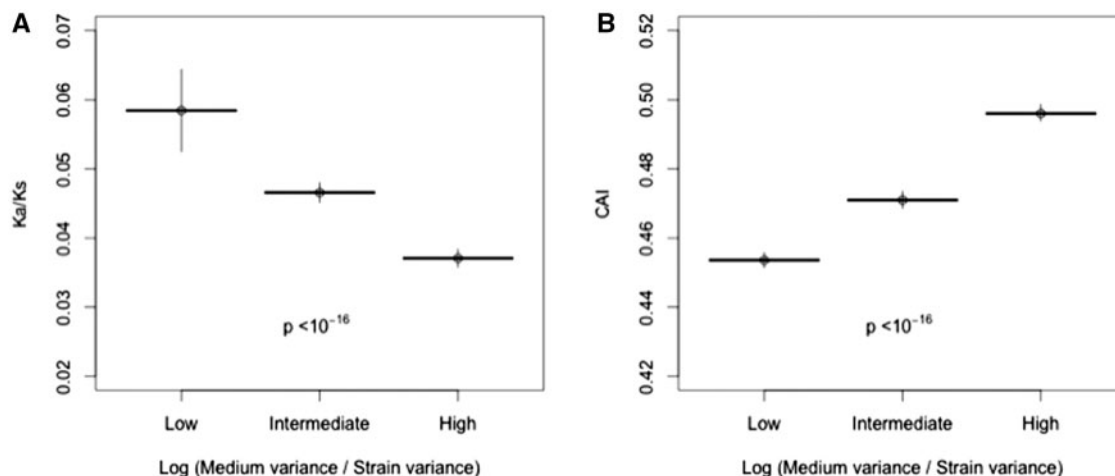 A
Ka/Ks
0.07
0.06
0.05
0.04
0.03
0.02
p <10⁻¹⁶
Low Intermediate High
Log (Medium variance / Strain variance)
B
CAI
0.52
0.50
0.48
0.46
0.44
0.42
p <10⁻¹⁶
Low Intermediate High
Log (Medium variance / Strain variance)